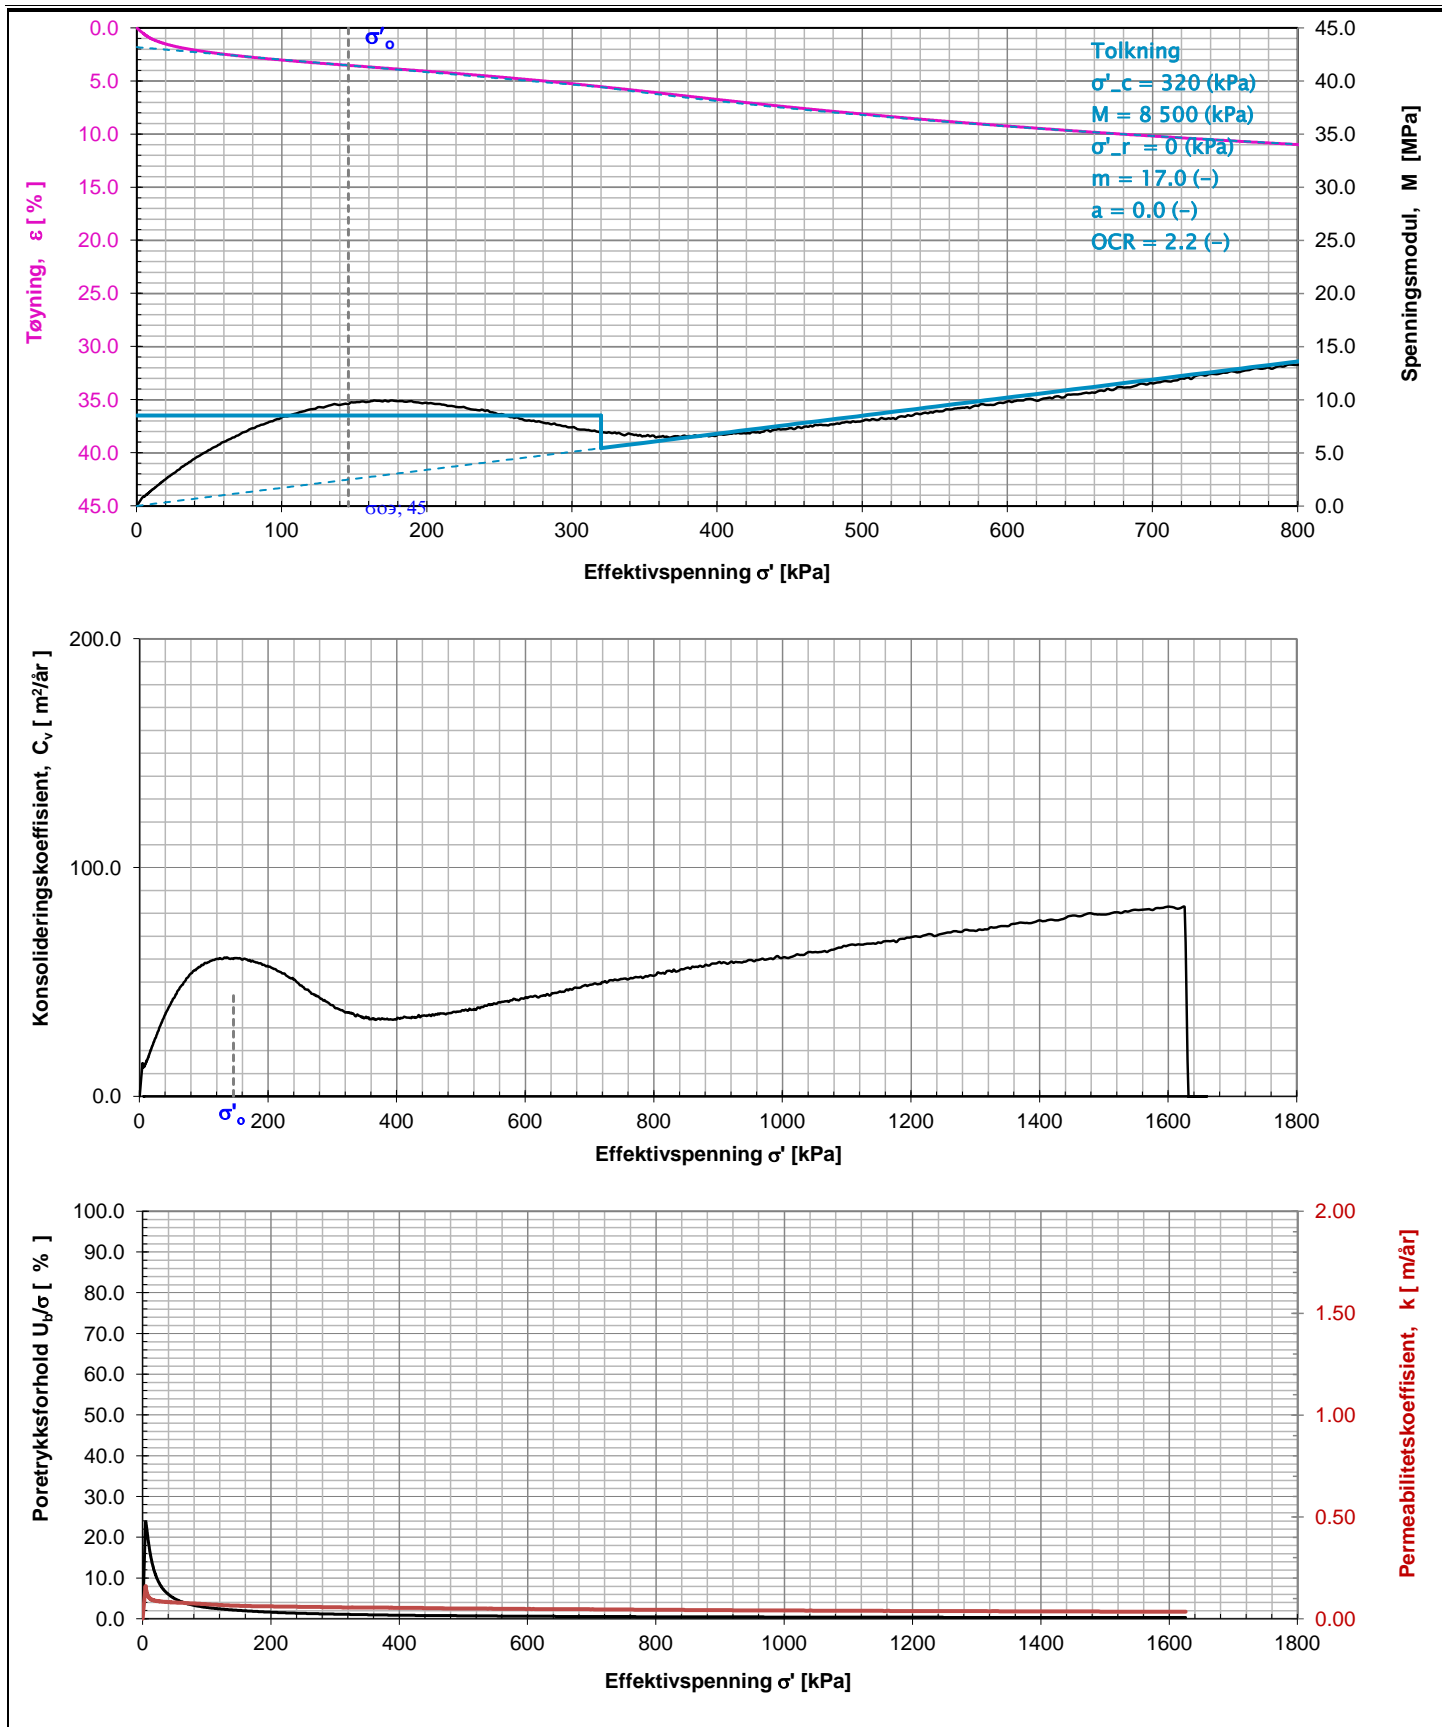 0.0
5.0
10.0
15.0
20.0
25.0
30.0
35.0
40.0
45.0
Tøyning, ε [ % ]
σ'o
Tolkning
σ'_c = 320 (kPa)
M = 8 500 (kPa)
σ'_r = 0 (kPa)
m = 17.0 (–)
a = 0.0 (–)
OCR = 2.2 (–)
45.0
40.0
35.0
30.0
25.0
20.0
15.0
10.0
5.0
0.0
Spenningsmodul, M [MPa]
45
0 100 200 300 400 500 600 700 800
Effektivspenning σ' [kPa]
200.0
100.0
0.0
Konsolideringskoeffisient, Cv [ m²/år ]
0 200 400 600 800 1000 1200 1400 1600 1800
σ'o
Effektivspenning σ' [kPa]
100.0
90.0
80.0
70.0
60.0
50.0
40.0
30.0
20.0
10.0
0.0
Poretrykksforhold Ub/σ [ % ]
2.00
1.50
1.00
0.50
0.00
Permeabilitetskoeffisient, k [ m/år]
0 200 400 600 800 1000 1200 1400 1600 1800
Effektivspenning σ' [kPa]